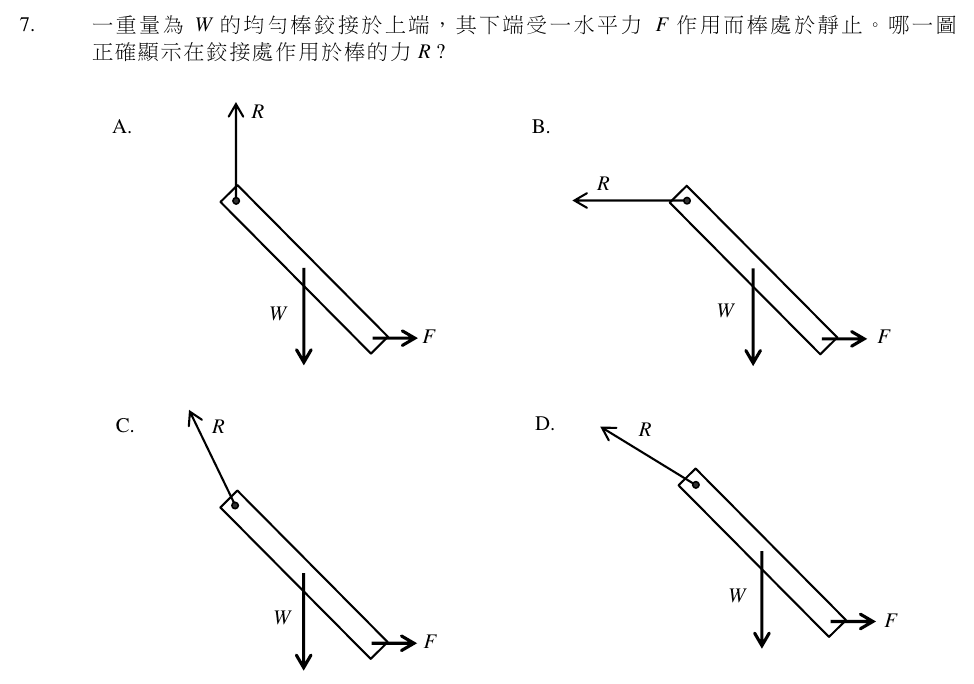 7. 一重量為 W 的均勻棒鉸接於上端，其下端受一水平力 F 作用而棒處於靜止。哪一圖
正確顯示在鉸接處作用於棒的力 R？
A. R W F
B. R W F
C. R W F
D. R W F